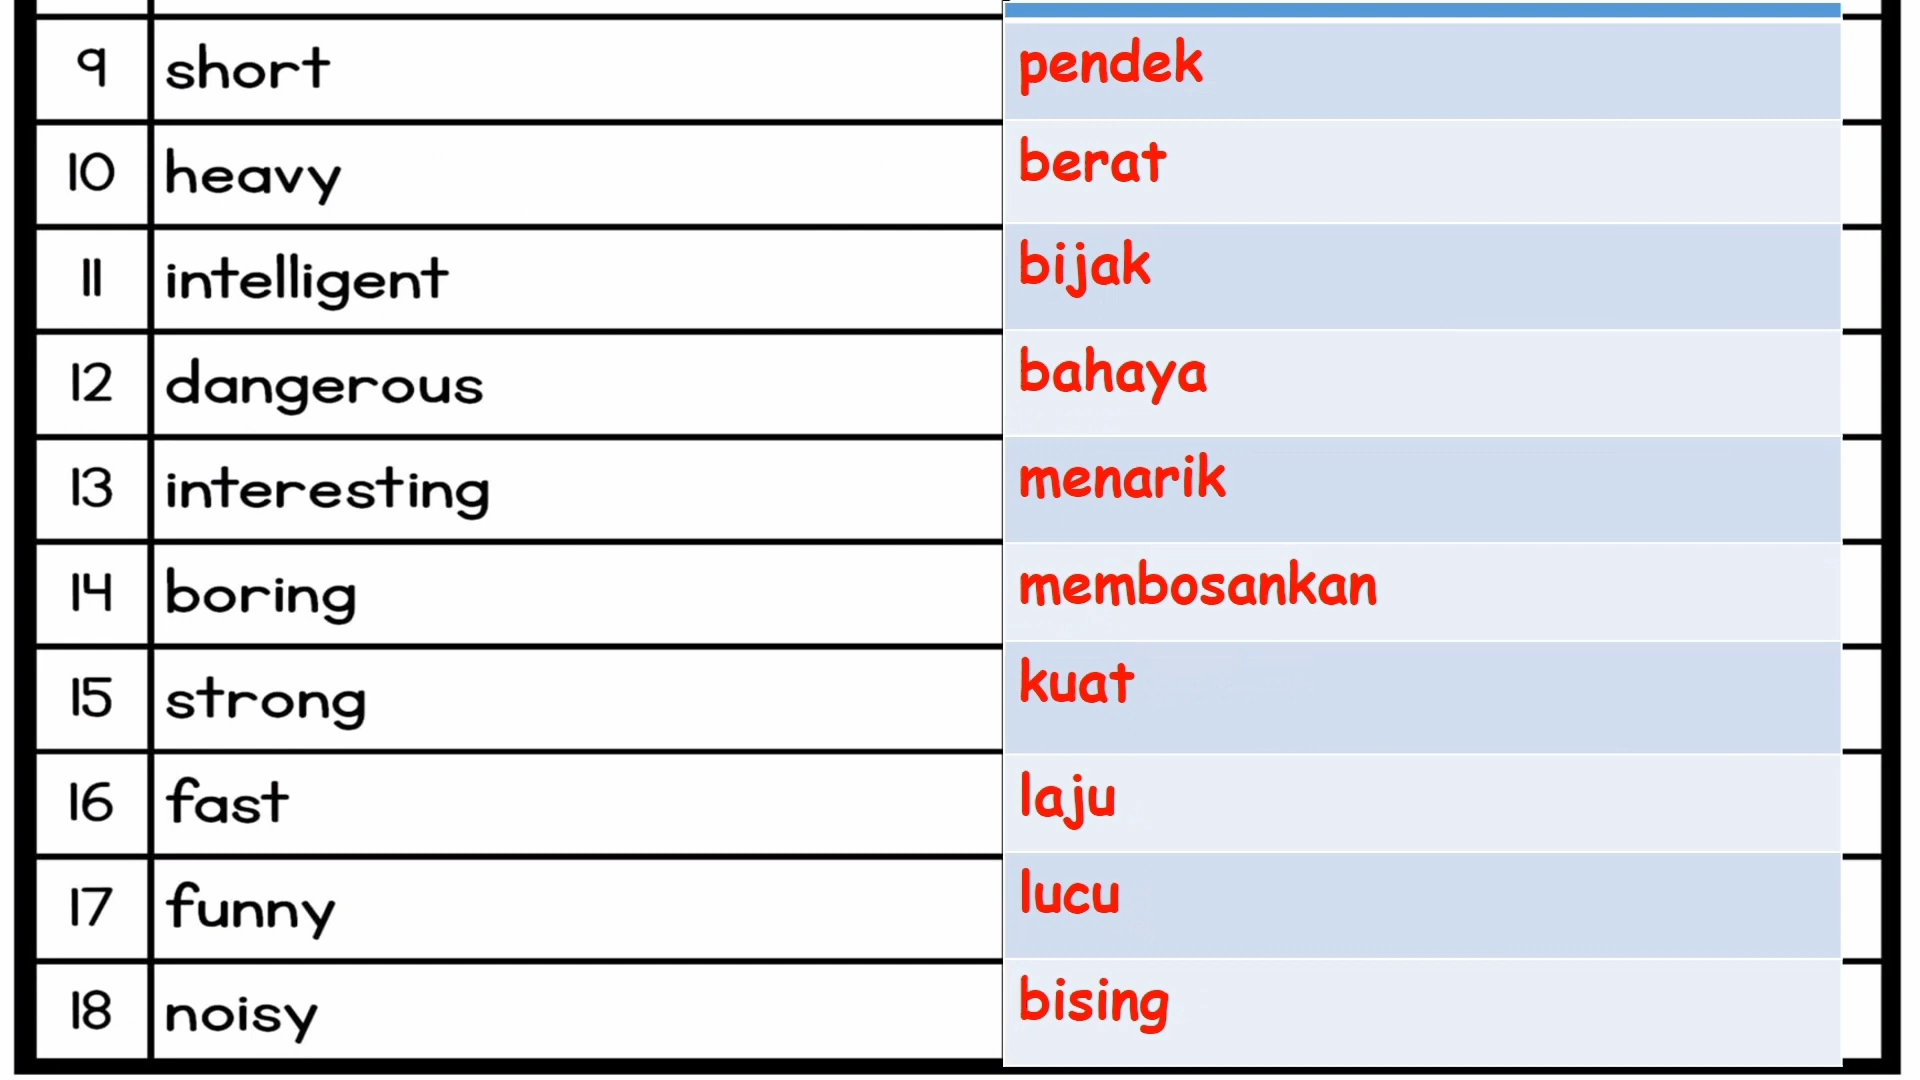 9 short pendek
10 heavy berat
11 intelligent bijak
12 dangerous bahaya
13 interesting menarik
14 boring membosankan
15 strong kuat
16 fast laju
17 funny lucu
18 noisy bising